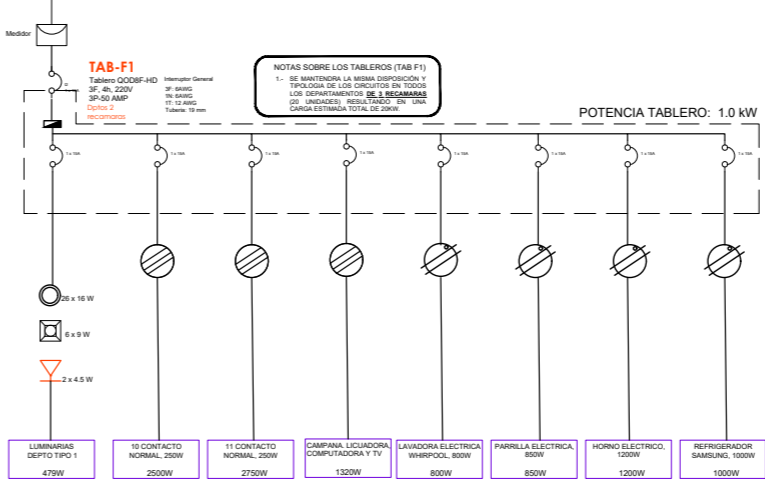 Medidor
TAB-F1
Tablero QOD8F-HD
3F, 4h, 220V
3P-50 AMP
Dptos 2
recamaras.
Interruptor General
3F: 6AWG
1N: 6AWG
1T: 12 AWG
Tuberia: 19 mm
NOTAS SOBRE LOS TABLEROS (TAB F1)
1.- SE MANTENDRA LA MISMA DISPOSICIÓN Y
TIPOLOGIA DE LOS CIRCUITOS EN TODOS
LOS DEPARTAMENTOS DE 3 RECAMARAS
(20 UNIDADES) RESULTANDO EN UNA
CARGA ESTIMADA TOTAL DE 20KW.
POTENCIA TABLERO: 1.0 kW
26 x 16 W
6 x 9 W
2 x 4.5 W
LUMINARIAS
DEPTO TIPO 1
479W
10 CONTACTO
NORMAL, 250W
2500W
11 CONTACTO
NORMAL, 250W
2750W
CAMPANA, LICUADORA,
COMPUTADORA Y TV
1320W
LAVADORA ELECTRICA
WHIRPOOL, 800W
800W
PARRILLA ELECTRICA,
850W
850W
HORNO ELECTRICO,
1200W
1200W
REFRIGERADOR
SAMSUNG, 1000W
1000W